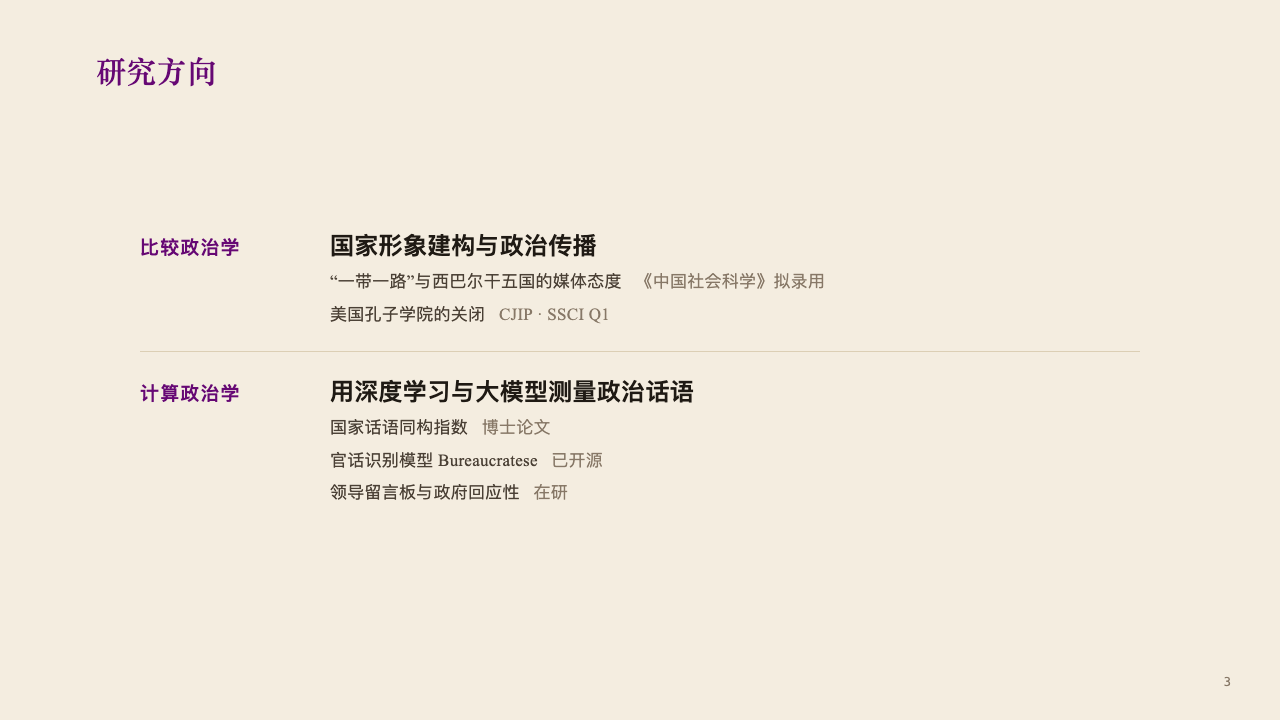 研究方向
比较政治学
国家形象建构与政治传播
“一带一路”与西巴尔干五国的媒体态度 《中国社会科学》拟录用
美国孔子学院的关闭 CJIP · SSCI Q1
计算政治学
用深度学习与大模型测量政治话语
国家话语同构指数 博士论文
官话识别模型 Bureaucratese 已开源
领导留言板与政府回应性 在研
3